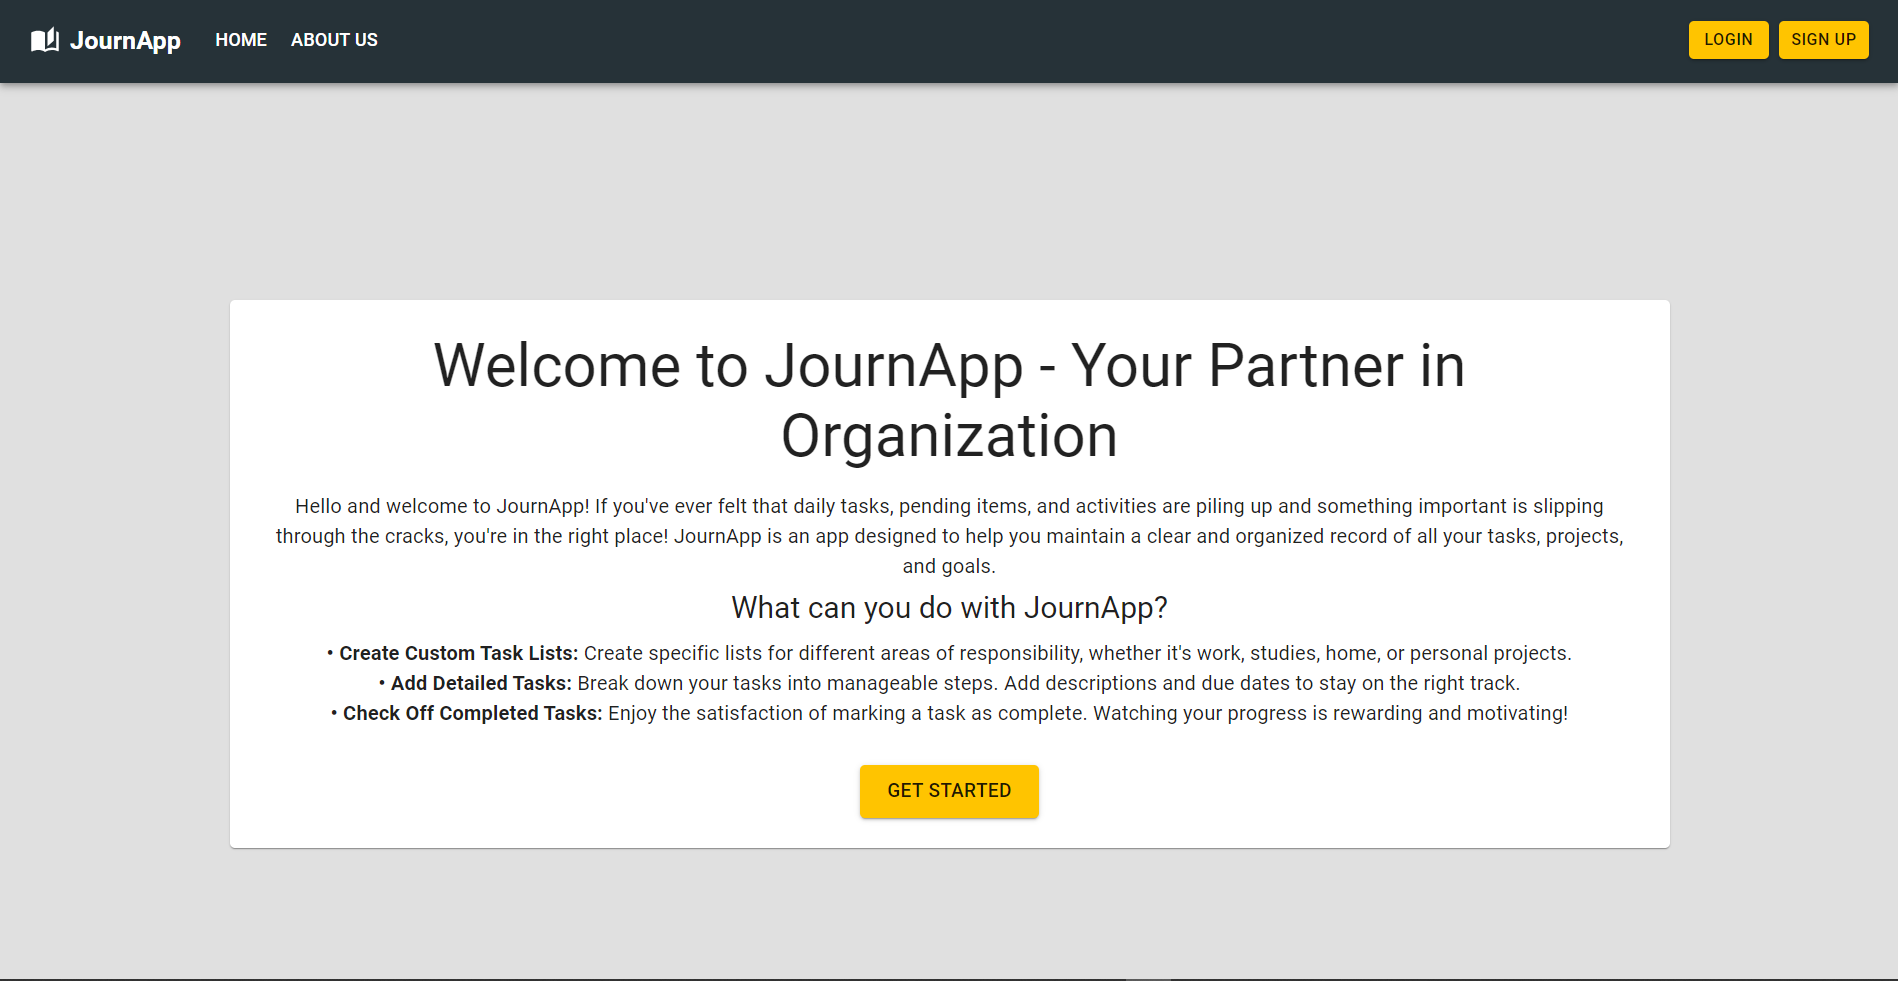 JournApp HOME ABOUT US LOGIN SIGN UP
Welcome to JournApp - Your Partner in
Organization
Hello and welcome to JournApp! If you've ever felt that daily tasks, pending items, and activities are piling up and something important is slipping
through the cracks, you're in the right place! JournApp is an app designed to help you maintain a clear and organized record of all your tasks, projects,
and goals.
What can you do with JournApp?
• Create Custom Task Lists: Create specific lists for different areas of responsibility, whether it's work, studies, home, or personal projects.
• Add Detailed Tasks: Break down your tasks into manageable steps. Add descriptions and due dates to stay on the right track.
• Check Off Completed Tasks: Enjoy the satisfaction of marking a task as complete. Watching your progress is rewarding and motivating!
GET STARTED